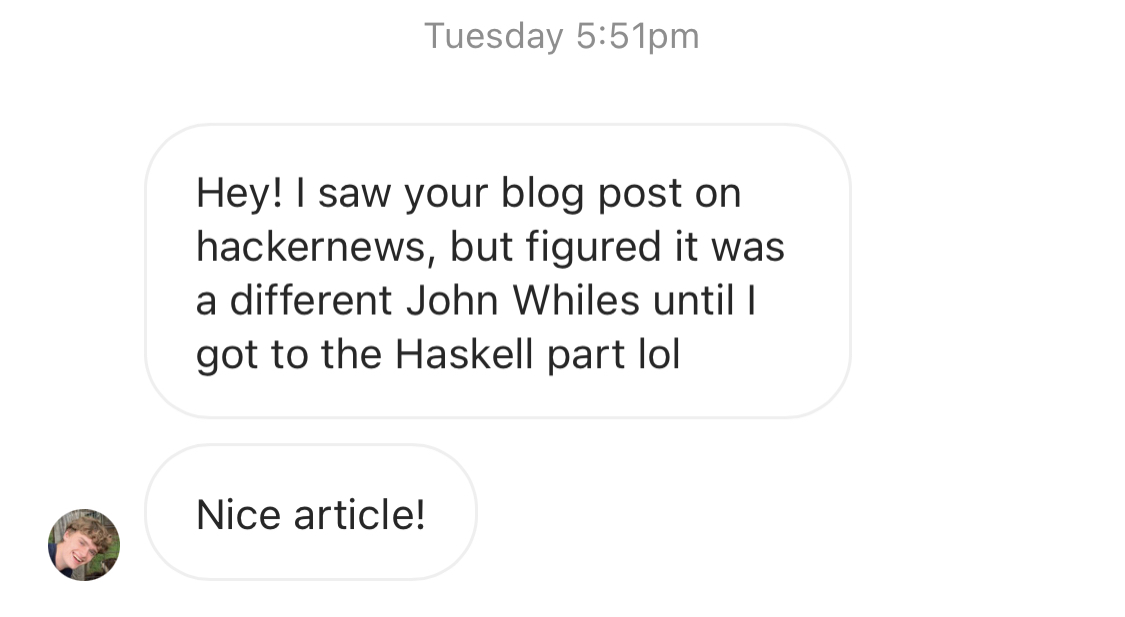 Tuesday 5:51pm
Hey! I saw your blog post on
hackernews, but figured it was
a different John Whiles until I
got to the Haskell part lol
Nice article!